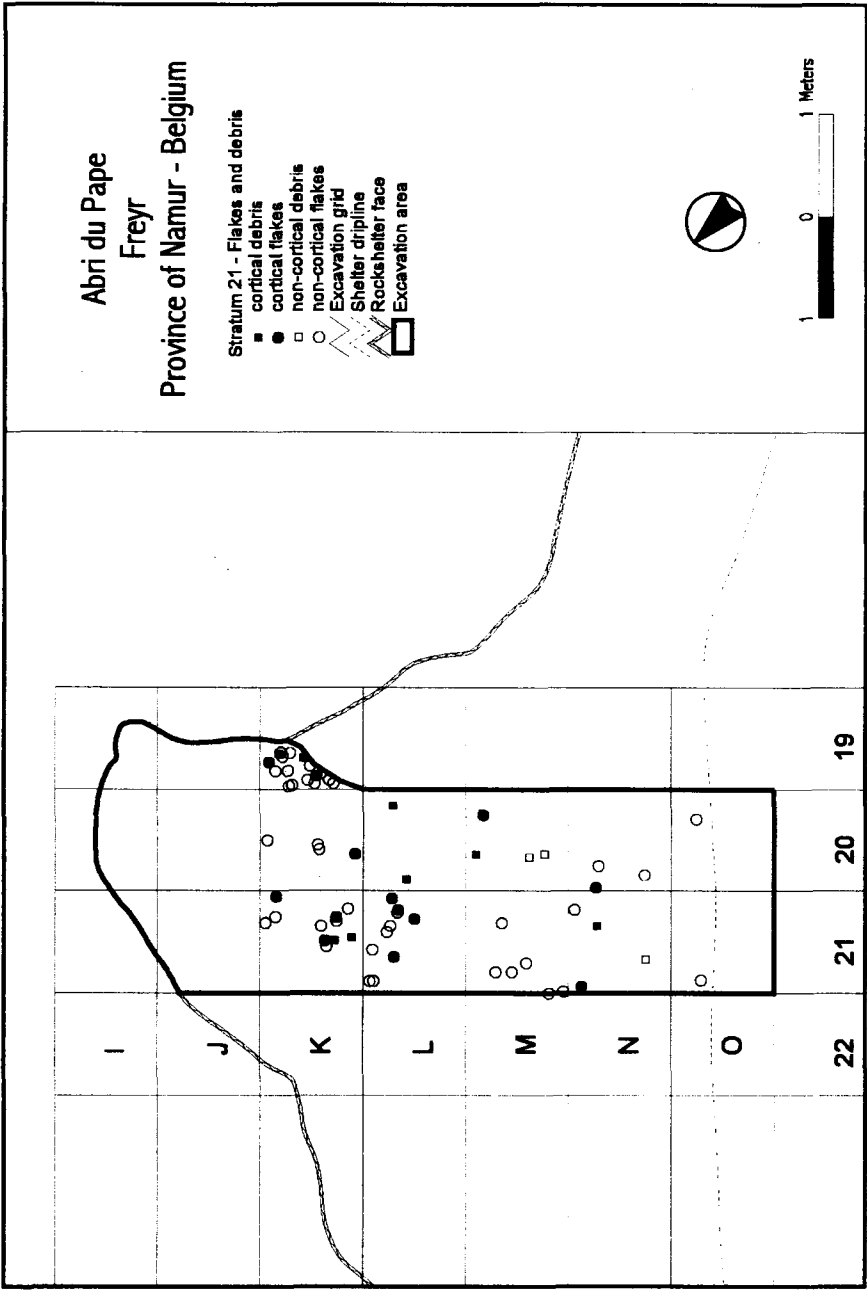 Abri du Pape
Freyr
Province of Namur - Belgium
Stratum 21 - Flakes and debris
cortical debris
cortical flakes
non-cortical debris
non-cortical flakes
Excavation grid
Shelter dripline
Rockshelter face
Excavation area
1 0 1 Meters
I
J
K
L
M
N
O
19
20
21
22